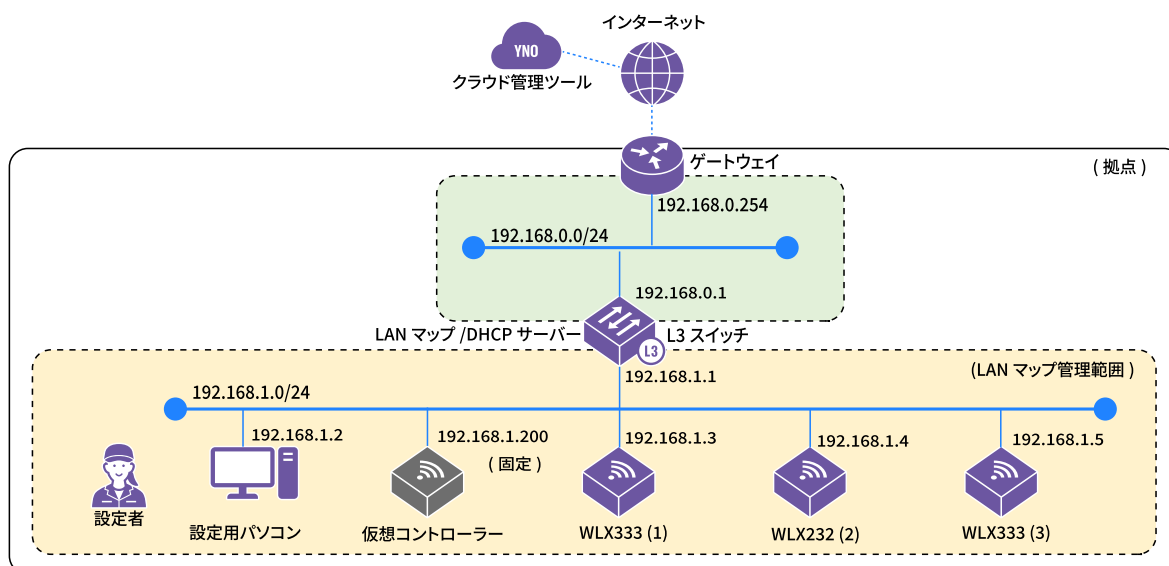 インターネット
YNO
クラウド管理ツール
ゲートウェイ
( 拠点 )
192.168.0.254
192.168.0.0/24
192.168.0.1
LAN マップ /DHCP サーバー
L3 スイッチ
L3
192.168.1.1
(LAN マップ管理範囲 )
192.168.1.0/24
192.168.1.2
192.168.1.200
( 固定 )
192.168.1.3
192.168.1.4
192.168.1.5
設定者
設定用パソコン
仮想コントローラー
WLX333 (1)
WLX232 (2)
WLX333 (3)